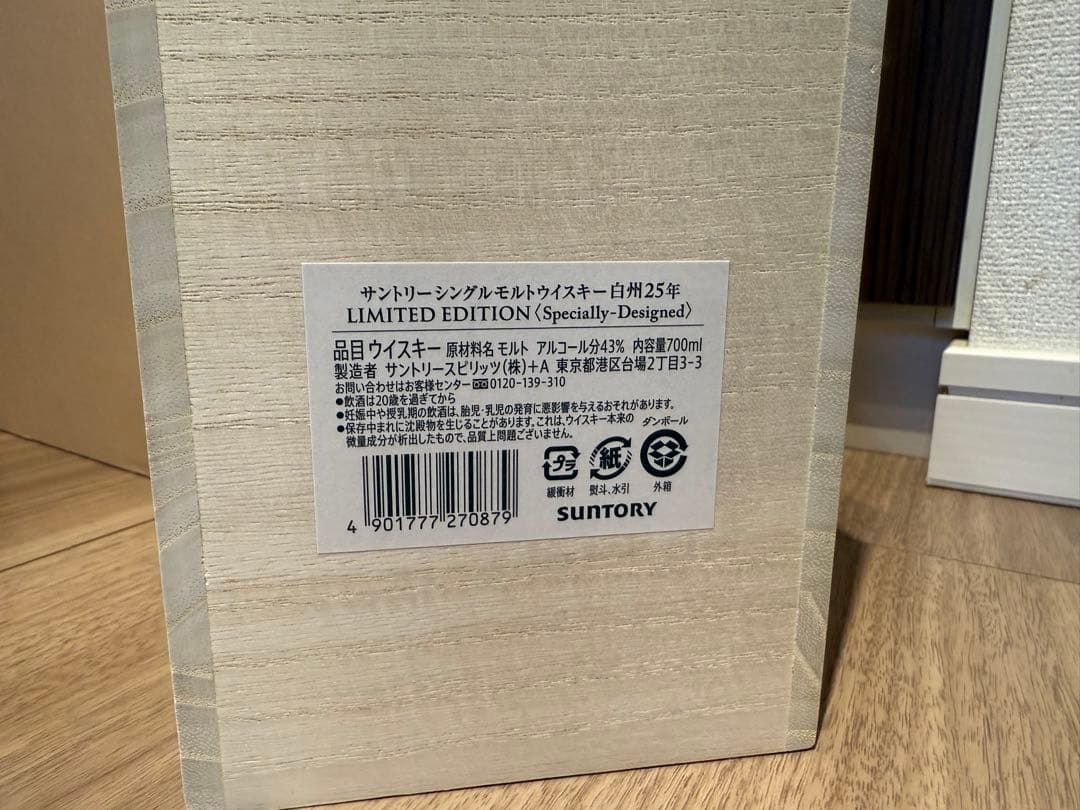 サントリーシングルモルトウイスキー白州25年
LIMITED EDITION〈Specially-Designed〉
品目 ウイスキー 原材料名 モルト アルコール分43% 内容量700ml
製造者 サントリースピリッツ(株)+A 東京都港区台場2丁目3-3
お問い合わせはお客様センター 0120-139-310
●飲酒は20歳を過ぎてから
●妊娠中や授乳期の飲酒は、胎児・乳児の発育に悪影響を与えるおそれがあります。
●保存中まれに沈殿物を生じることがあります。これは、ウイスキー本来の
微量成分が析出したもので、品質上問題ございません。
ダンボール
プラ 紙
緩衝材 熨斗、水引 外箱
4 901777 270879
SUNTORY